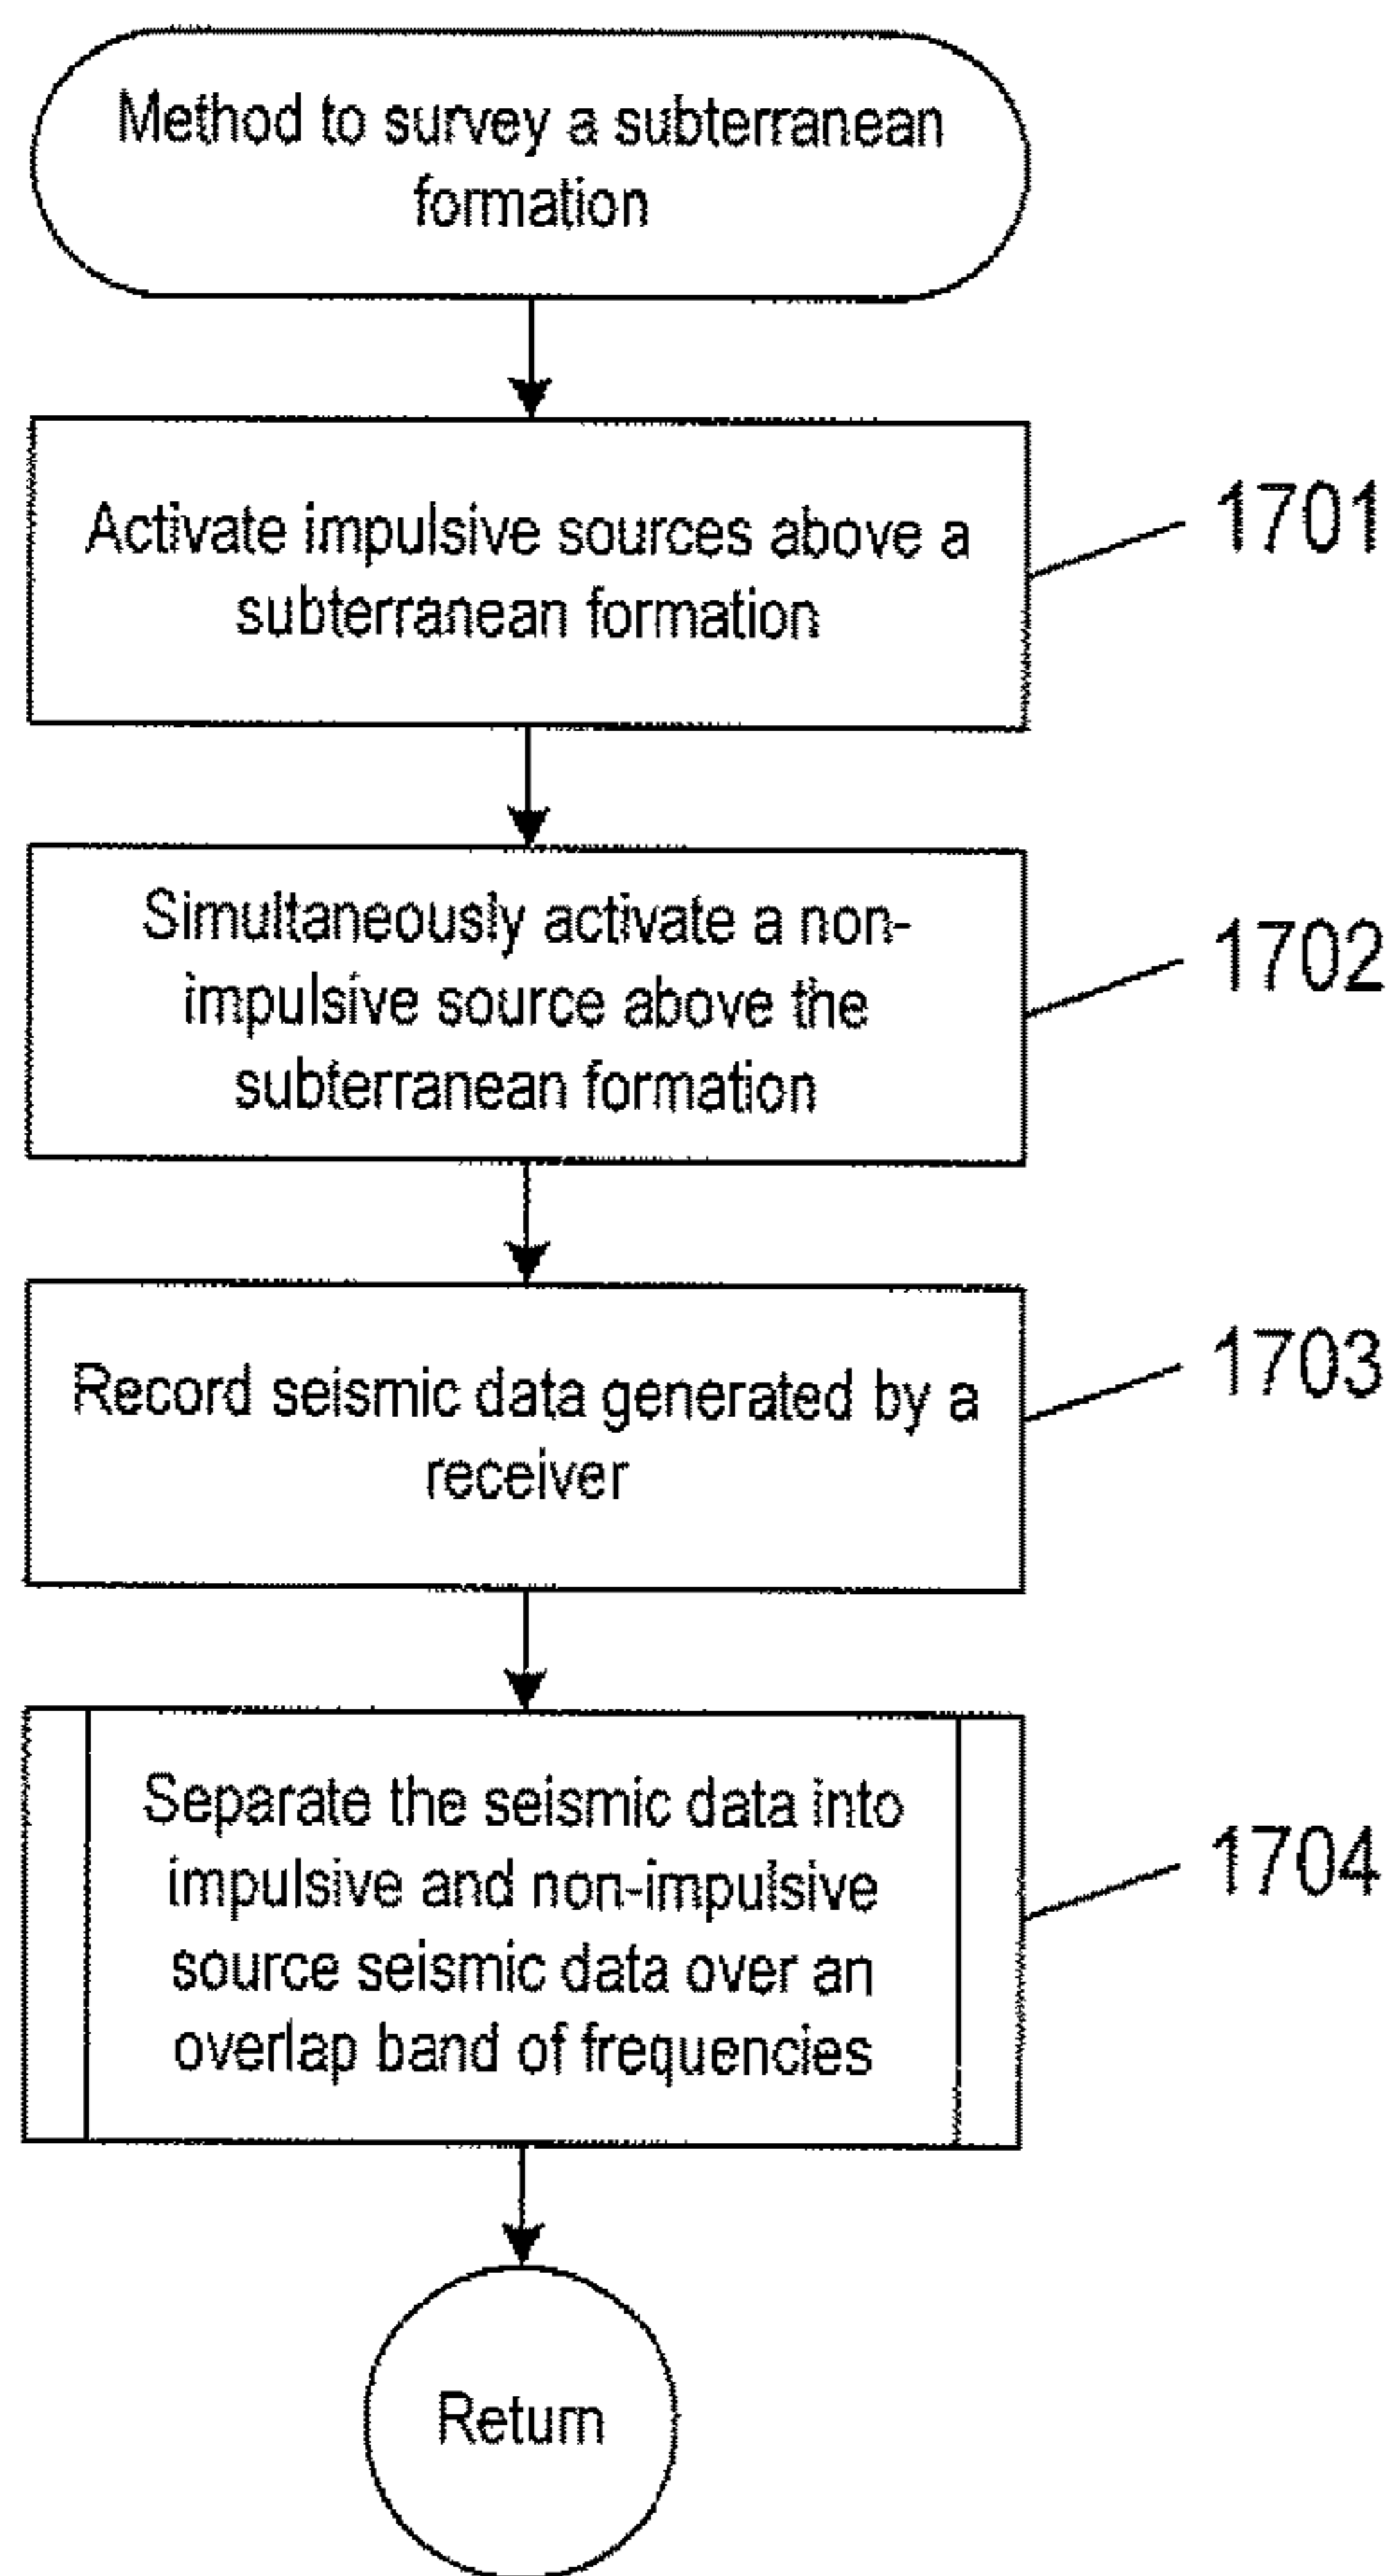 Method to survey a subterranean
formation
Activate impulsive sources above a
subterranean formation
1701
Simultaneously activate a non-
impulsive source above the
subterranean formation
1702
Record seismic data generated by a
receiver
1703
Separate the seismic data into
impulsive and non-impulsive
source seismic data over an
overlap band of frequencies
1704
Return